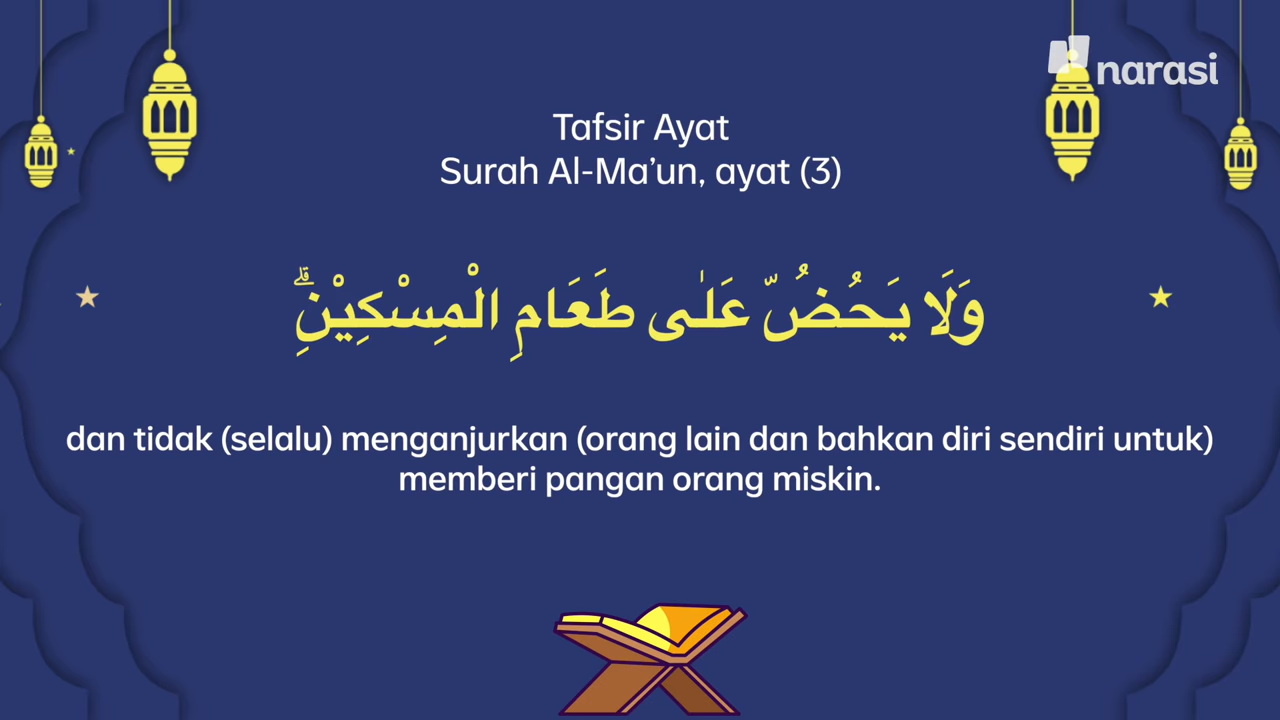 narasi
Tafsir Ayat
Surah Al-Ma’un, ayat (3)
وَلَا يَحُضُّ عَلٰى طَعَامِ الْمِسْكِيْنِۗ
dan tidak (selalu) menganjurkan (orang lain dan bahkan diri sendiri untuk)
memberi pangan orang miskin.